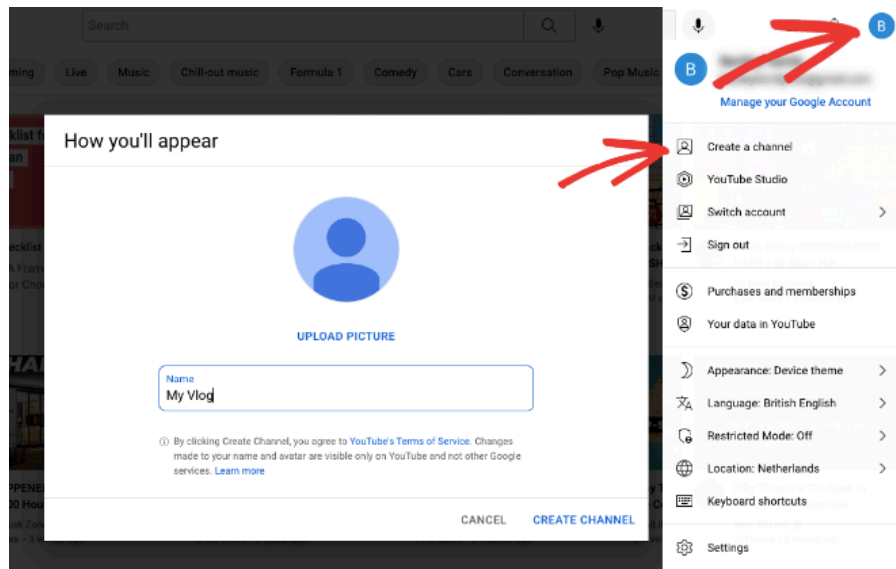 Search
ming
Live
Music
Chill-out music
Formula 1
Comedy
Cars
Conversation
Pop Music
B
B
Manage your Google Account
How you'll appear
UPLOAD PICTURE
Name
My Vlog
By clicking Create Channel, you agree to YouTube's Terms of Service. Changes
made to your name and avatar are visible only on YouTube and not other Google
services. Learn more
CANCEL
CREATE CHANNEL
Create a channel
YouTube Studio
Switch account
Sign out
Purchases and memberships
Your data in YouTube
Appearance: Device theme
Language: British English
Restricted Mode: Off
Location: Netherlands
Keyboard shortcuts
Settings